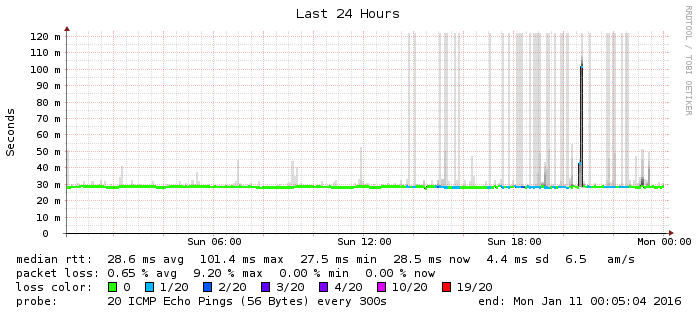 Last 24 Hours
RRDTOOL / TOBI OETIKER
Seconds
120 m
110 m
100 m
90 m
80 m
70 m
60 m
50 m
40 m
30 m
20 m
10 m
0
Sun 06:00 Sun 12:00 Sun 18:00 Mon 00:00
median rtt: 28.6 ms avg 101.4 ms max 27.5 ms min 28.5 ms now 4.4 ms sd 6.5 am/s
packet loss: 0.65 % avg 9.20 % max 0.00 % min 0.00 % now
loss color: 0 1/20 2/20 3/20 4/20 10/20 19/20
probe: 20 ICMP Echo Pings (56 Bytes) every 300s end: Mon Jan 11 00:05:04 2016